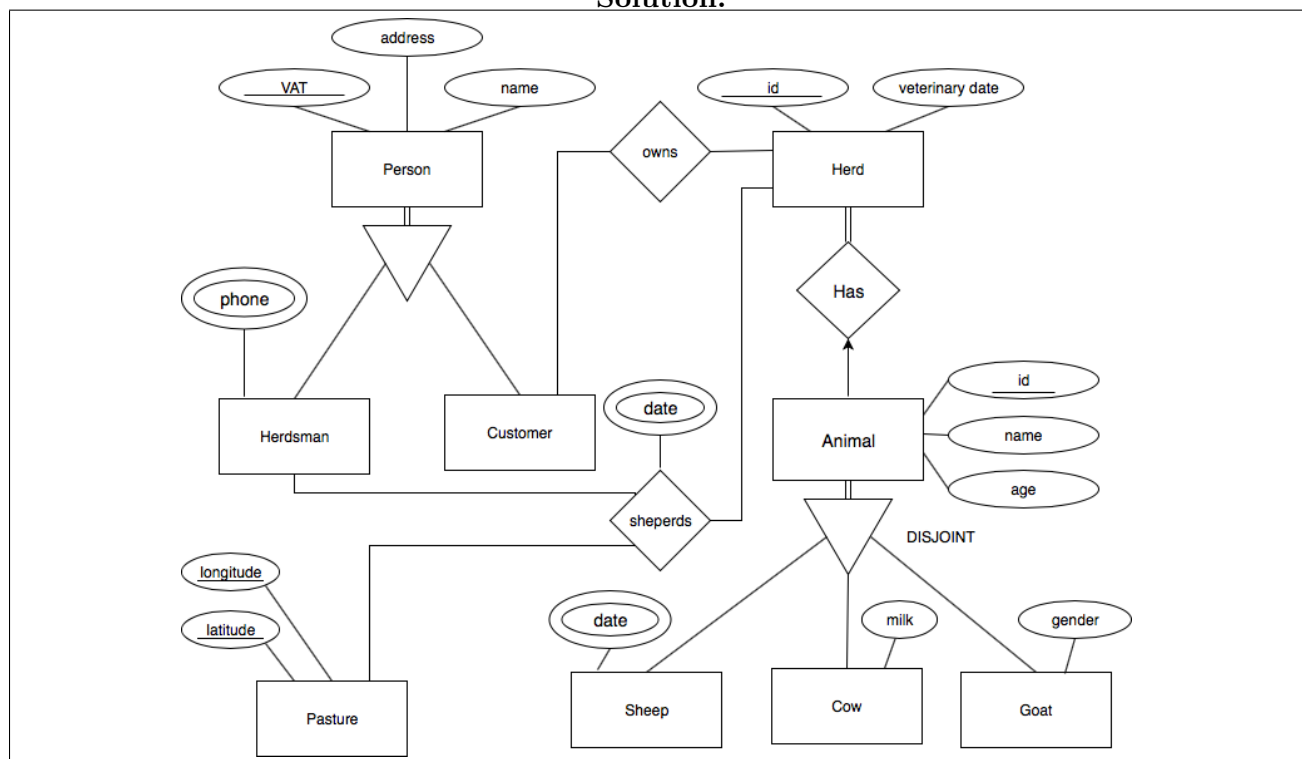 Solution:
address
VAT
name
id
veterinary date
owns
Person
Herd
phone
Has
id
date
Herdsman
Customer
Animal
name
age
sheperds
DISJOINT
longitude
latitude
date
milk
gender
Pasture
Sheep
Cow
Goat